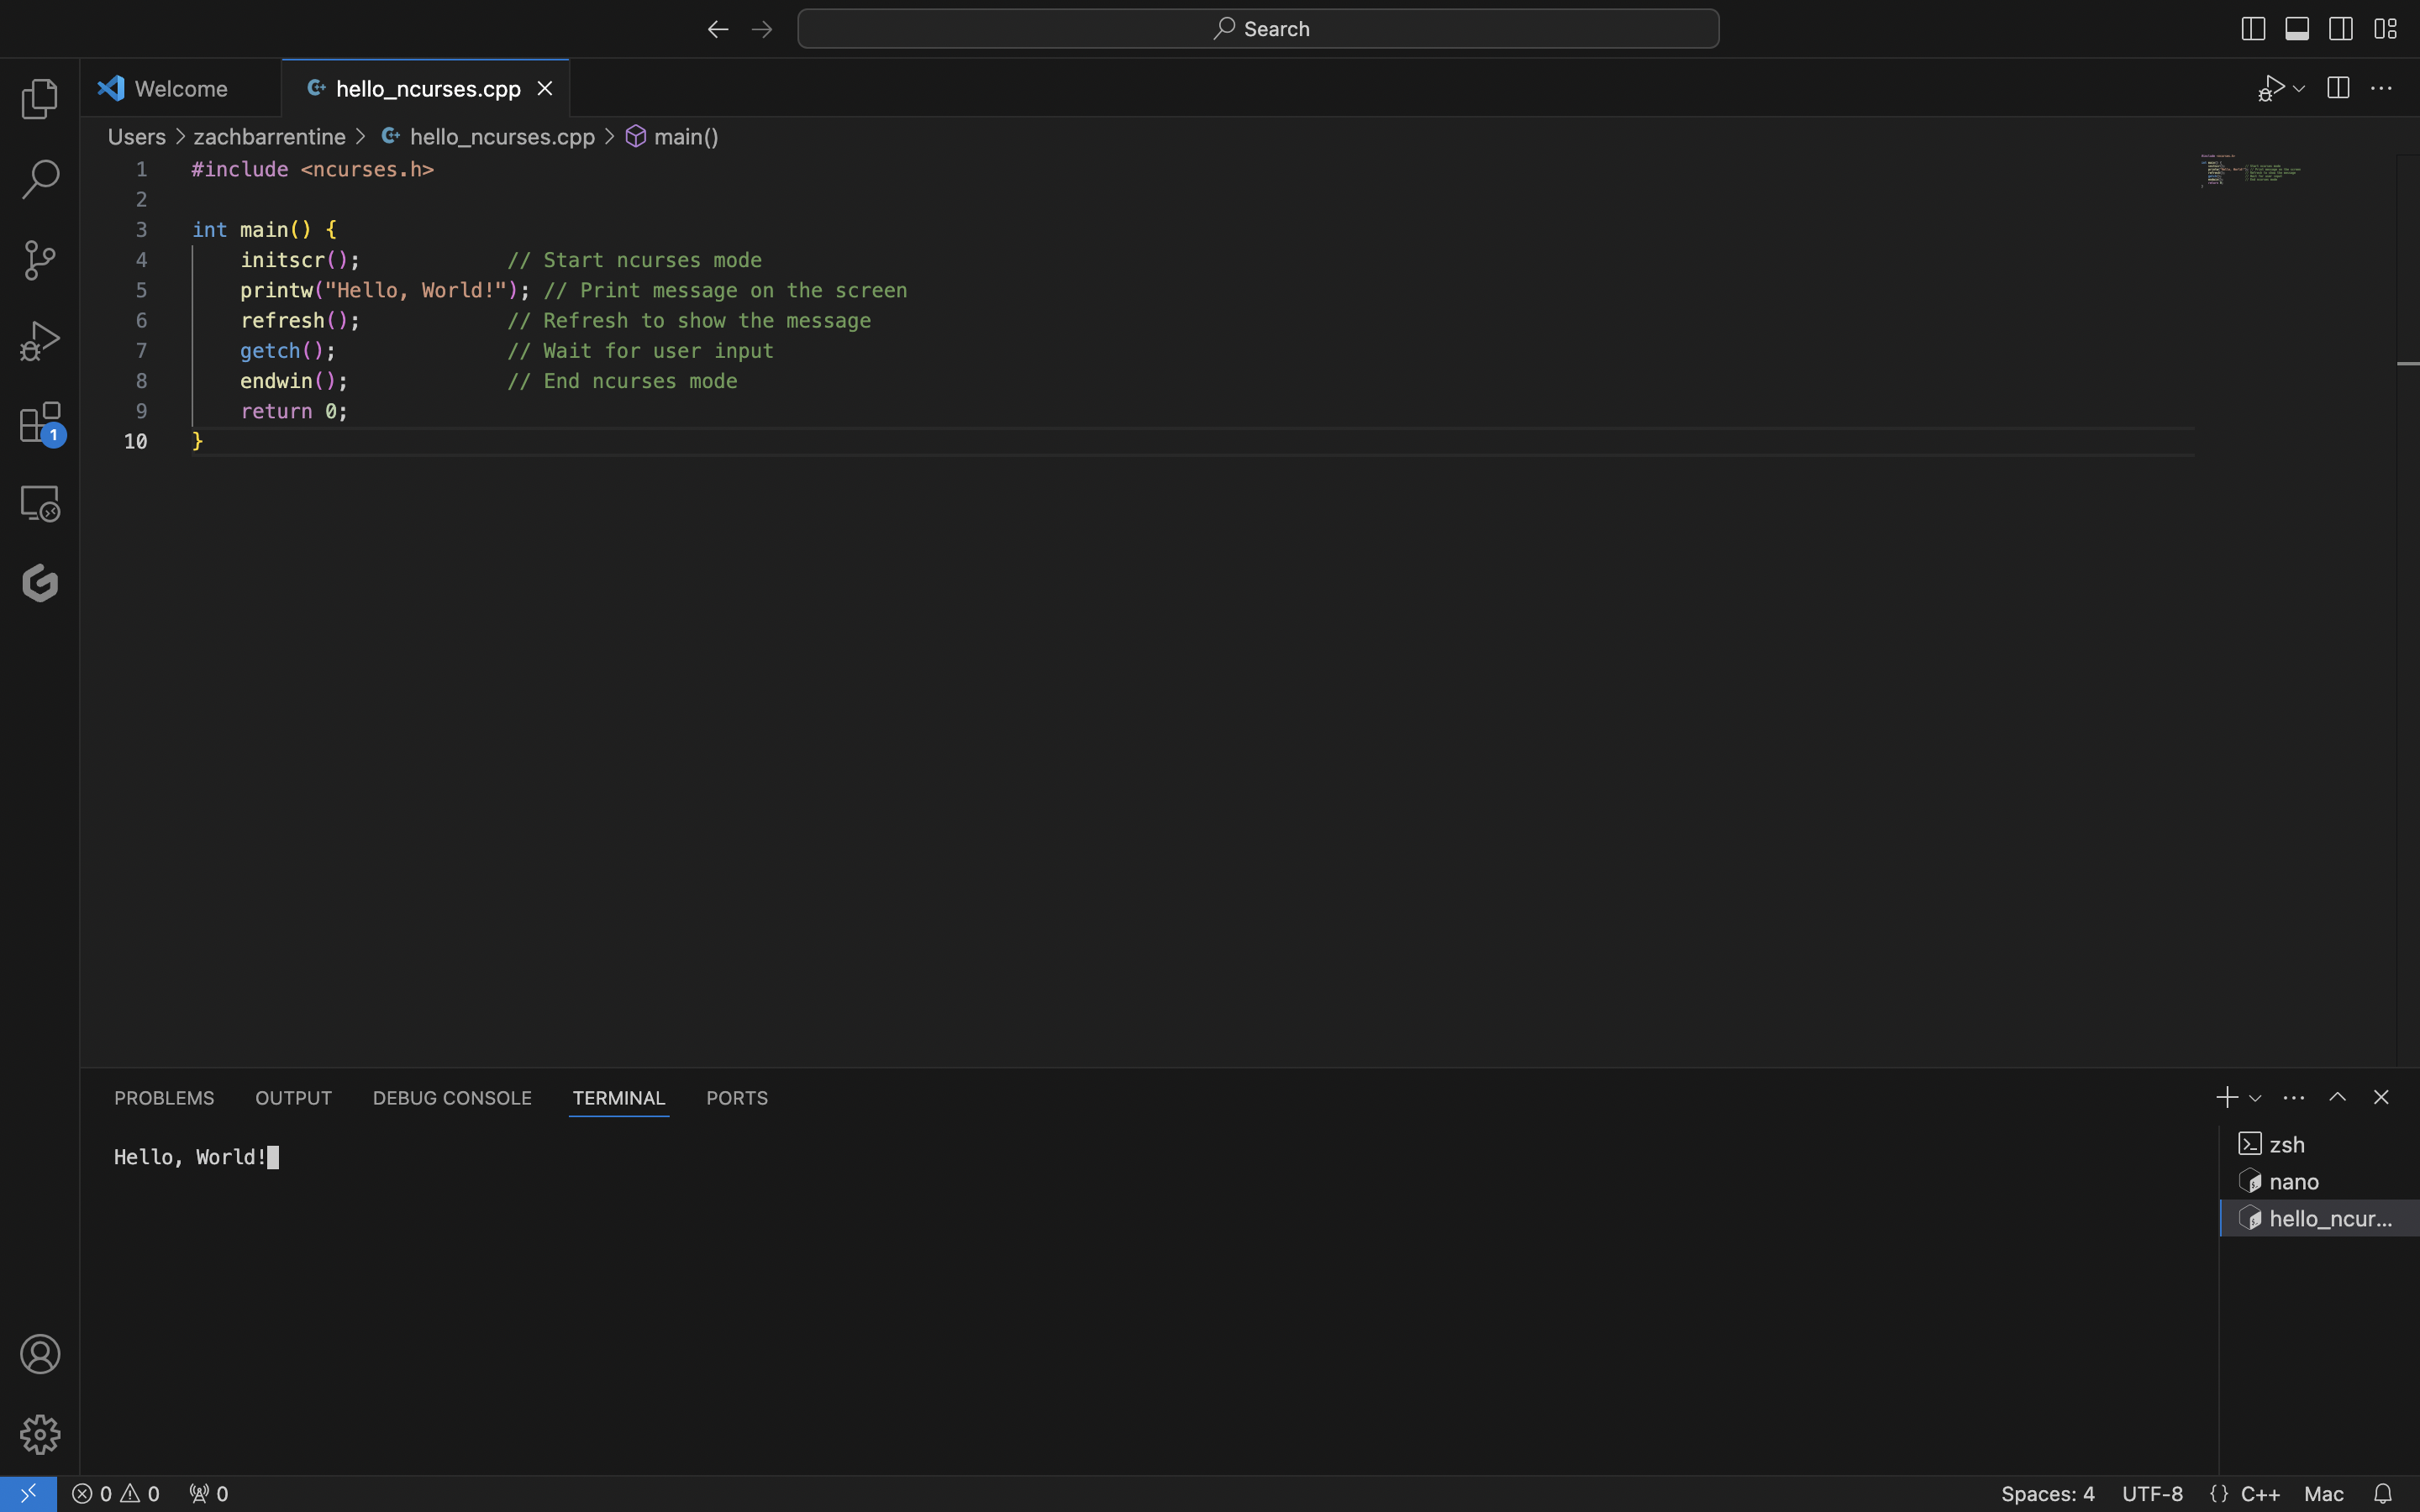 Search
Welcome
hello_ncurses.cpp
Users > zachbarrentine > hello_ncurses.cpp > main()
1 #include <ncurses.h>
2
3 int main() {
4     initscr();            // Start ncurses mode
5     printw("Hello, World!"); // Print message on the screen
6     refresh();            // Refresh to show the message
7     getch();              // Wait for user input
8     endwin();             // End ncurses mode
9     return 0;
10 }
1
PROBLEMS OUTPUT DEBUG CONSOLE TERMINAL PORTS
Hello, World!
zsh
nano
hello_ncur...
0 0 0 Spaces: 4 UTF-8 {} C++ Mac